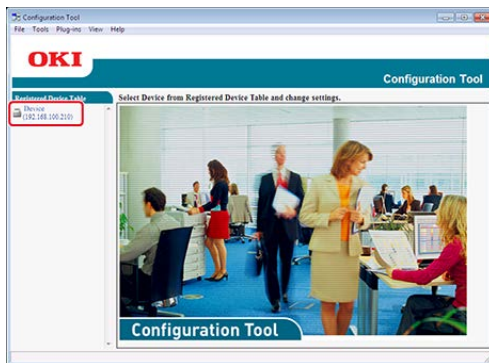 Configuration Tool
File Tools Plug-ins View Help
OKI
Configuration Tool
Registered Device Table
Select Device from Registered Device Table and change settings.
Device
(192.168.100.210)
Configuration Tool